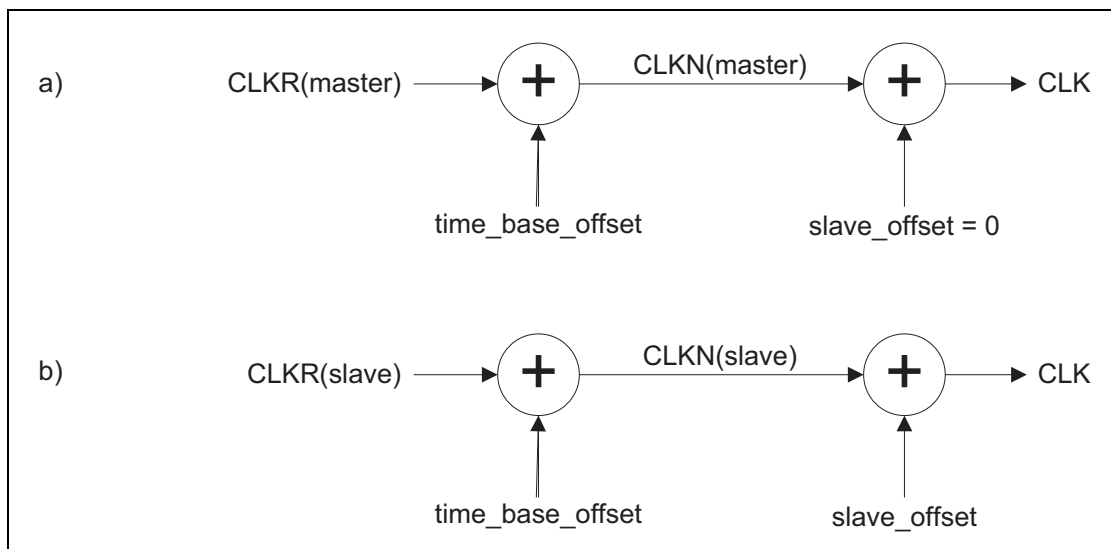 a)
CLKR(master)
+
CLKN(master)
+
CLK
time_base_offset
slave_offset = 0
b)
CLKR(slave)
+
CLKN(slave)
+
CLK
time_base_offset
slave_offset